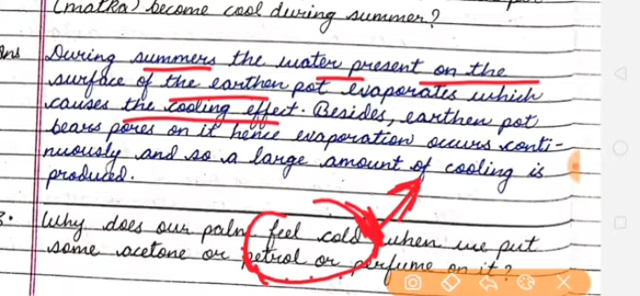 (matka) become cool during summer?
Ans During summers the water present on the
surface of the earthen pot evaporates which
causes the cooling effect. Besides, earthen pot
bears pores on it hence evaporation occurs conti-
nuously and so a large amount of cooling is
produced.
3. Why does our palm feel cold when we put
some acetone or petrol or perfume on it?